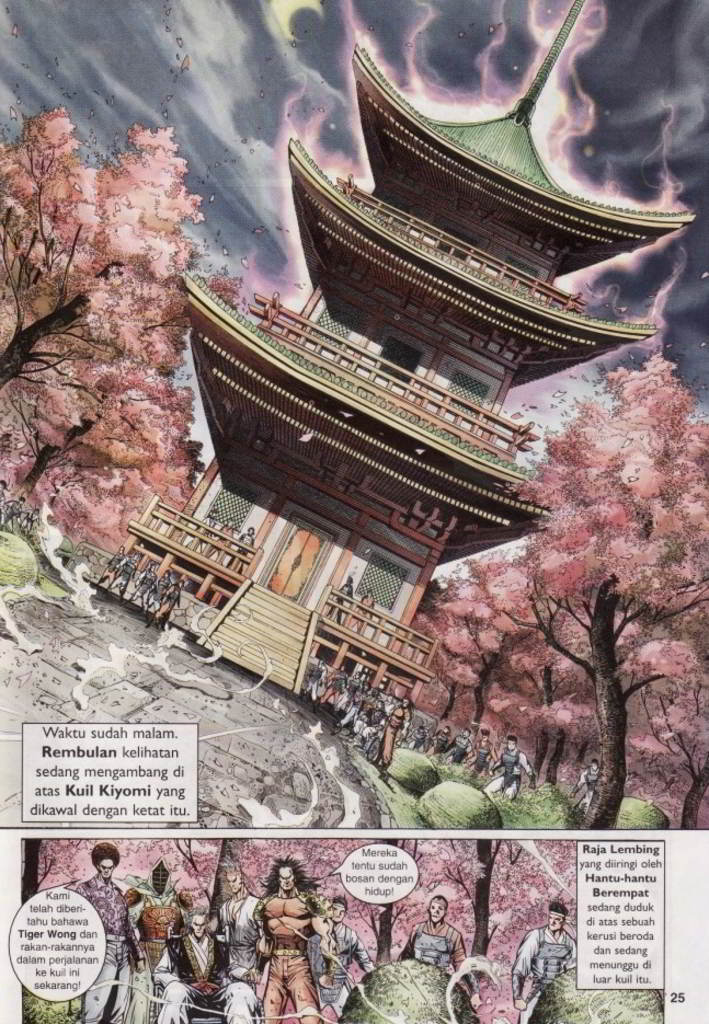 Waktu sudah malam.
Rembulan kelihatan
sedang mengambang di
atas Kuil Kiyomi yang
dikawal dengan ketat itu.
Kami
telah diberi-
tahu bahawa
Tiger Wong dan
rakan-rakannya
dalam perjalanan
ke kuil ini
sekarang!
Mereka
tentu sudah
bosan dengan
hidup!
Raja Lembing
yang diiringi oleh
Hantu-hantu
Berempat
sedang duduk
di atas sebuah
kerusi beroda
dan sedang
menunggu di
luar kuil itu.
25